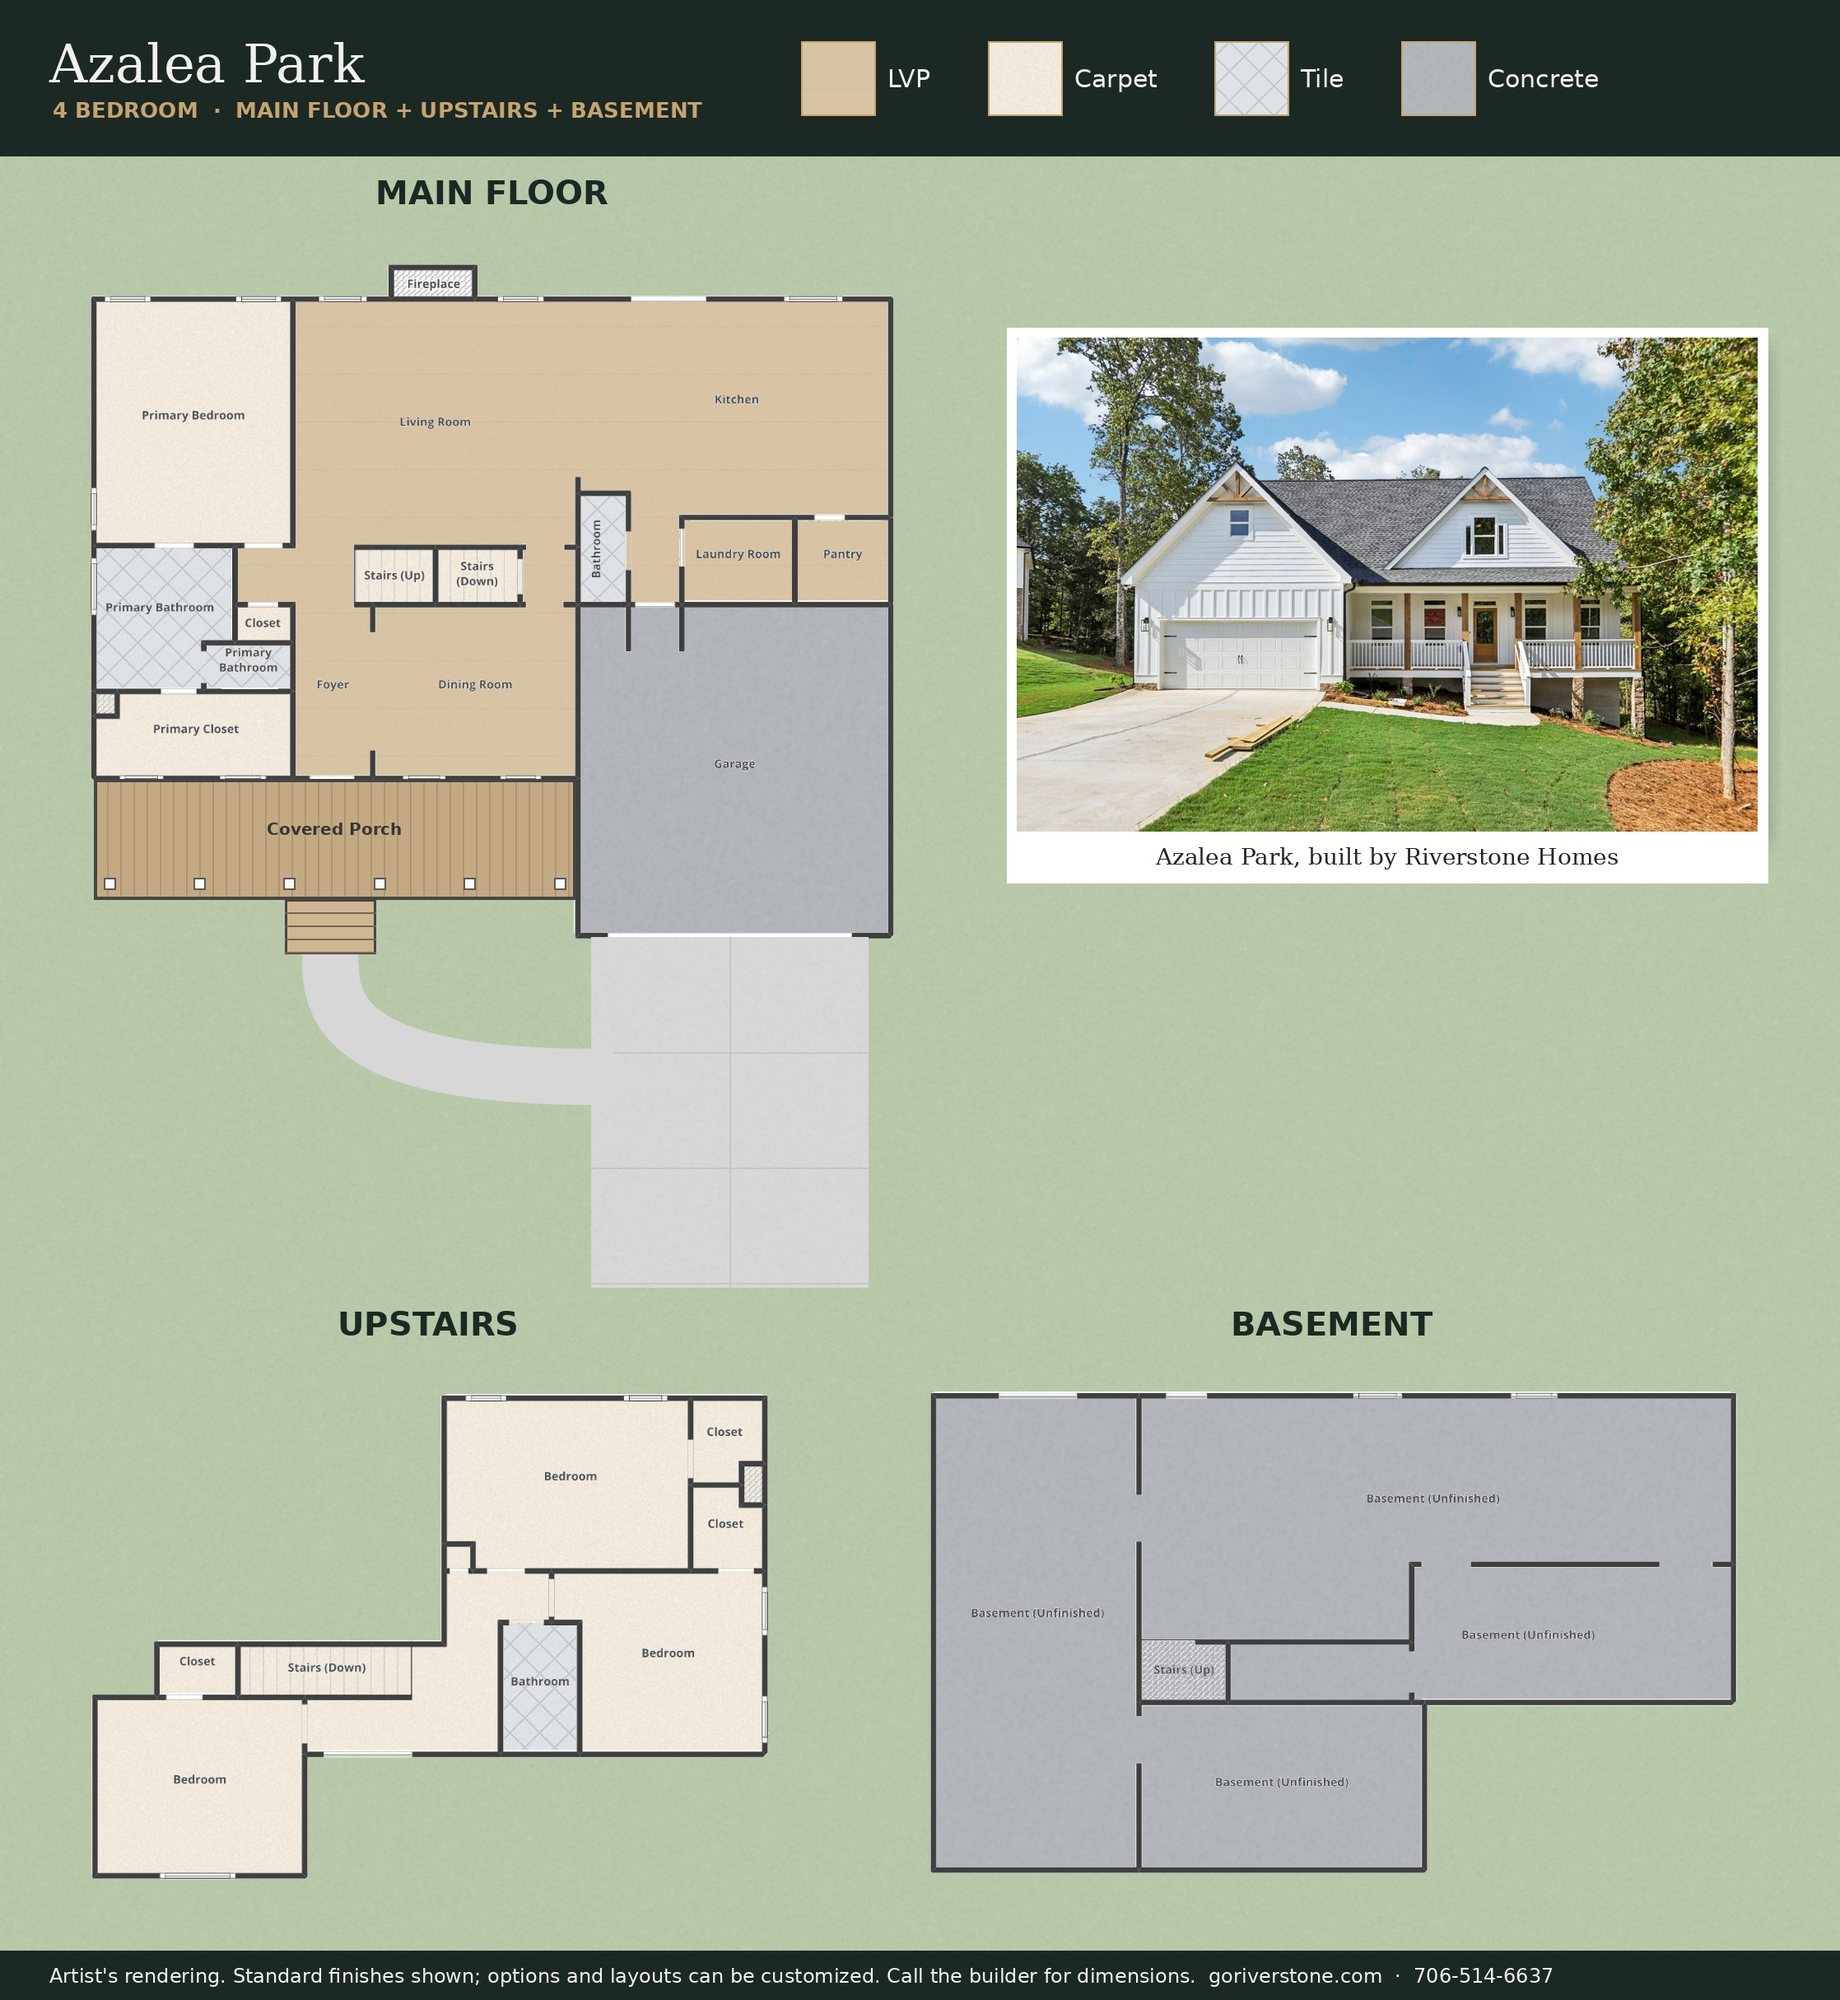 Azalea Park
4 BEDROOM · MAIN FLOOR + UPSTAIRS + BASEMENT
LVP
Carpet
Tile
Concrete
MAIN FLOOR
Fireplace
Primary Bedroom
Living Room
Kitchen
Bathroom
Laundry Room
Pantry
Stairs (Up)
Stairs
(Down)
Primary Bathroom
Closet
Primary
Bathroom
Foyer
Dining Room
Primary Closet
Garage
Covered Porch
Azalea Park, built by Riverstone Homes
UPSTAIRS
Closet
Bedroom
Closet
Bedroom
Closet
Stairs (Down)
Bathroom
Bedroom
BASEMENT
Basement (Unfinished)
Basement (Unfinished)
Basement (Unfinished)
Stairs (Up)
Basement (Unfinished)
Artist's rendering. Standard finishes shown; options and layouts can be customized. Call the builder for dimensions. goriverstone.com · 706-514-6637